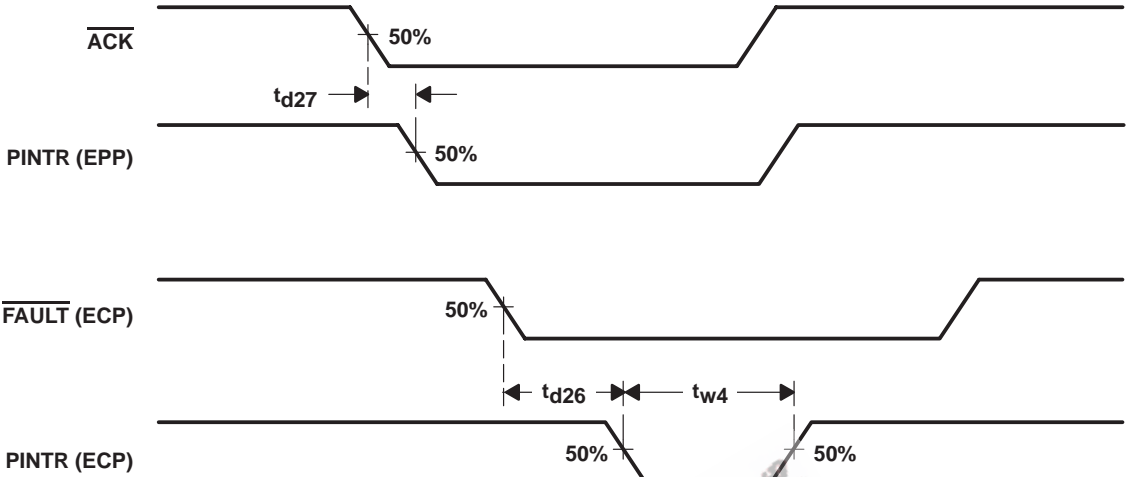 ACK
50%
td27
PINTR (EPP)
50%
FAULT (ECP)
50%
td26
tw4
PINTR (ECP)
50%
50%